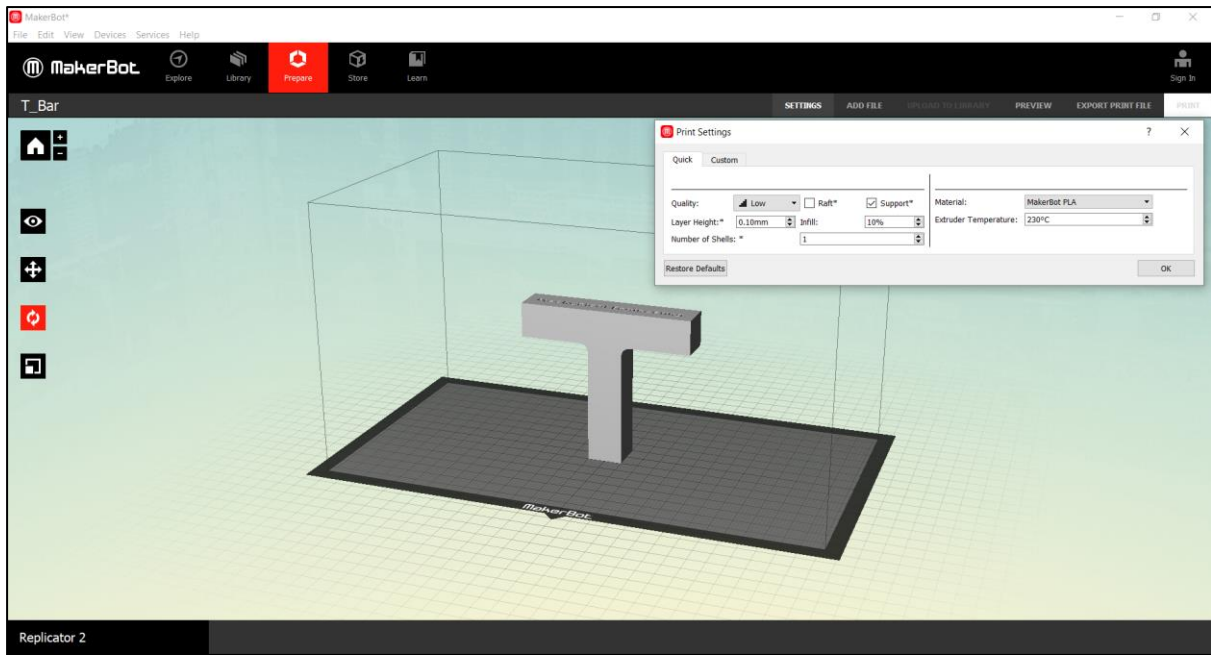 MakerBot*
File Edit View Devices Services Help
MakerBot
Explore Library Prepare Store Learn Sign In
T_Bar SETTINGS ADD FILE UPLOAD TO LIBRARY PREVIEW EXPORT PRINT FILE PRINT
Print Settings ?
Quick Custom
Quality: Low Raft* Support* Material: MakerBot PLA
Layer Height:* 0.10mm Infill: 10% Extruder Temperature: 230°C
Number of Shells: * 1
Restore Defaults OK
MakerBot
Replicator 2